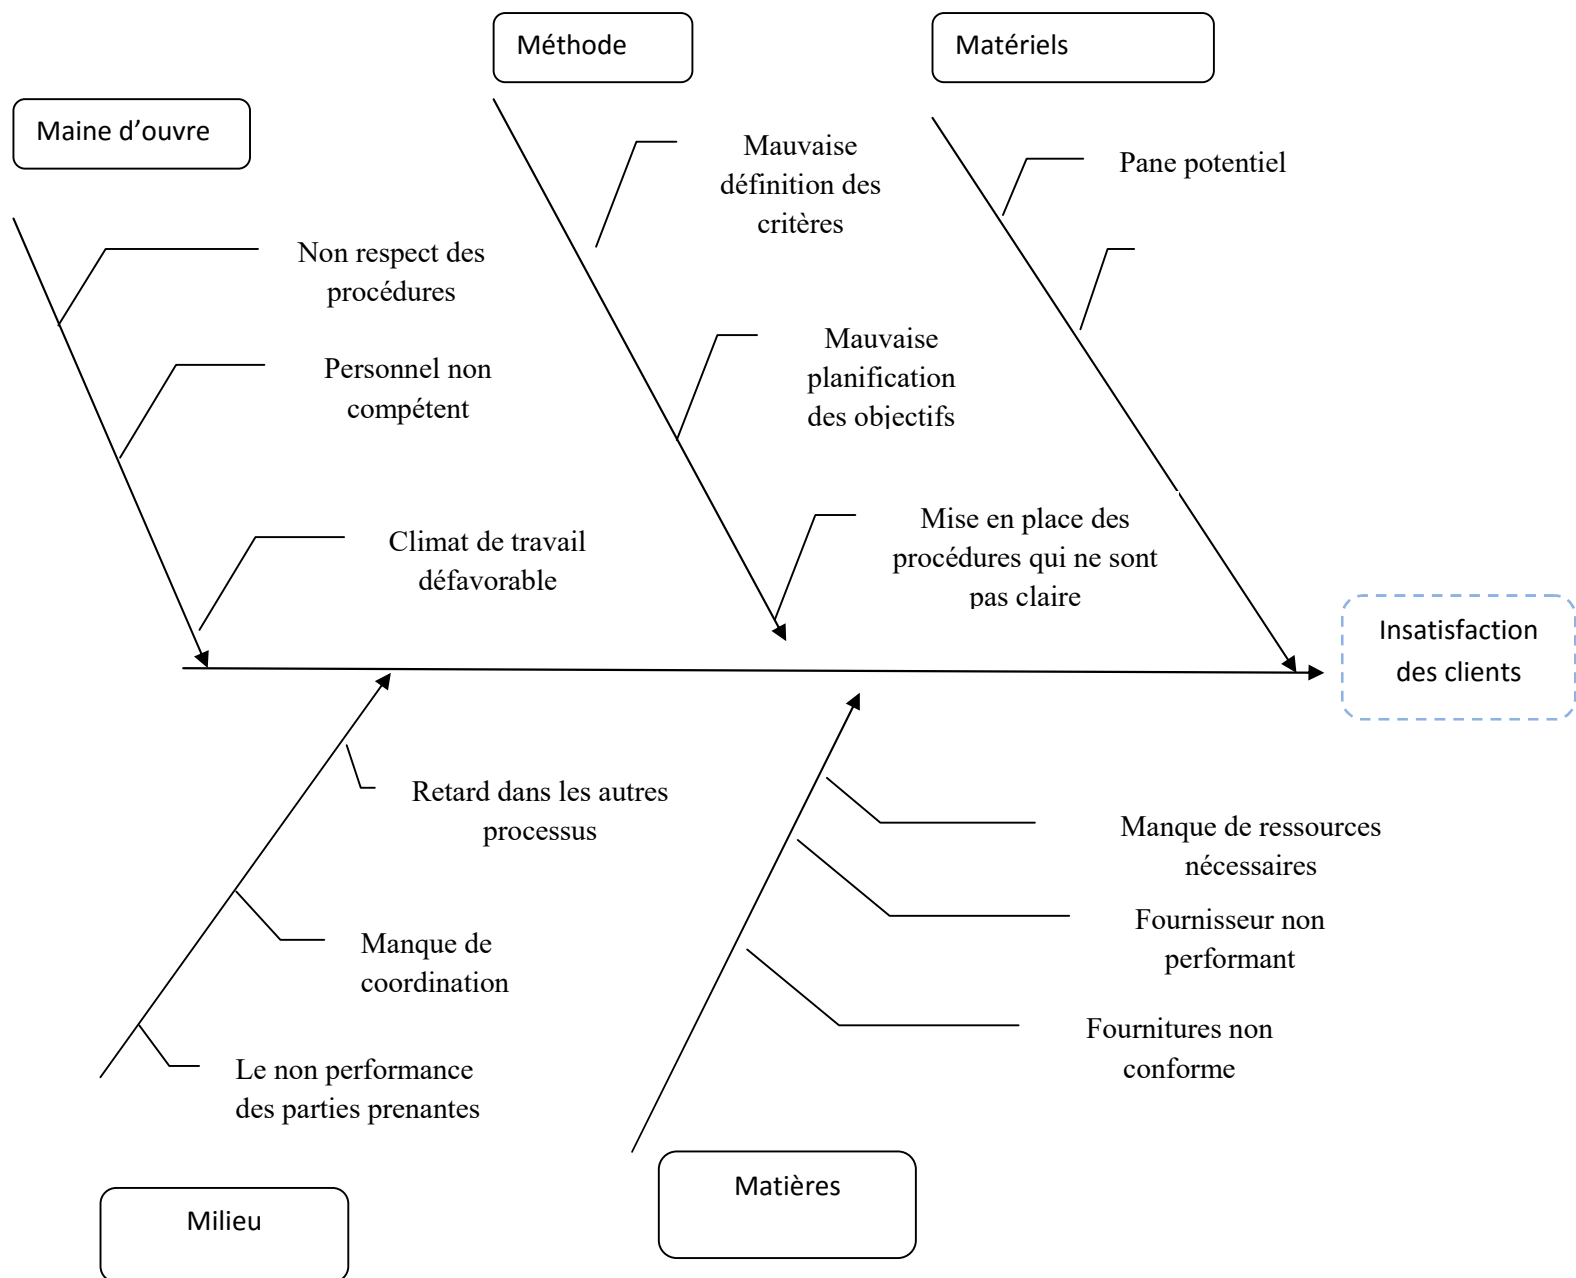 Méthode
Matériels
Maine d’ouvre
Mauvaise
définition des
critères
Pane potentiel
Non respect des
procédures
Mauvaise
planification
des objectifs
Personnel non
compétent
Mise en place des
procédures qui ne sont
pas claire
Climat de travail
défavorable
Insatisfaction
des clients
Retard dans les autres
processus
Manque de ressources
nécessaires
Manque de
coordination
Fournisseur non
performant
Fournitures non
conforme
Le non performance
des parties prenantes
Matières
Milieu